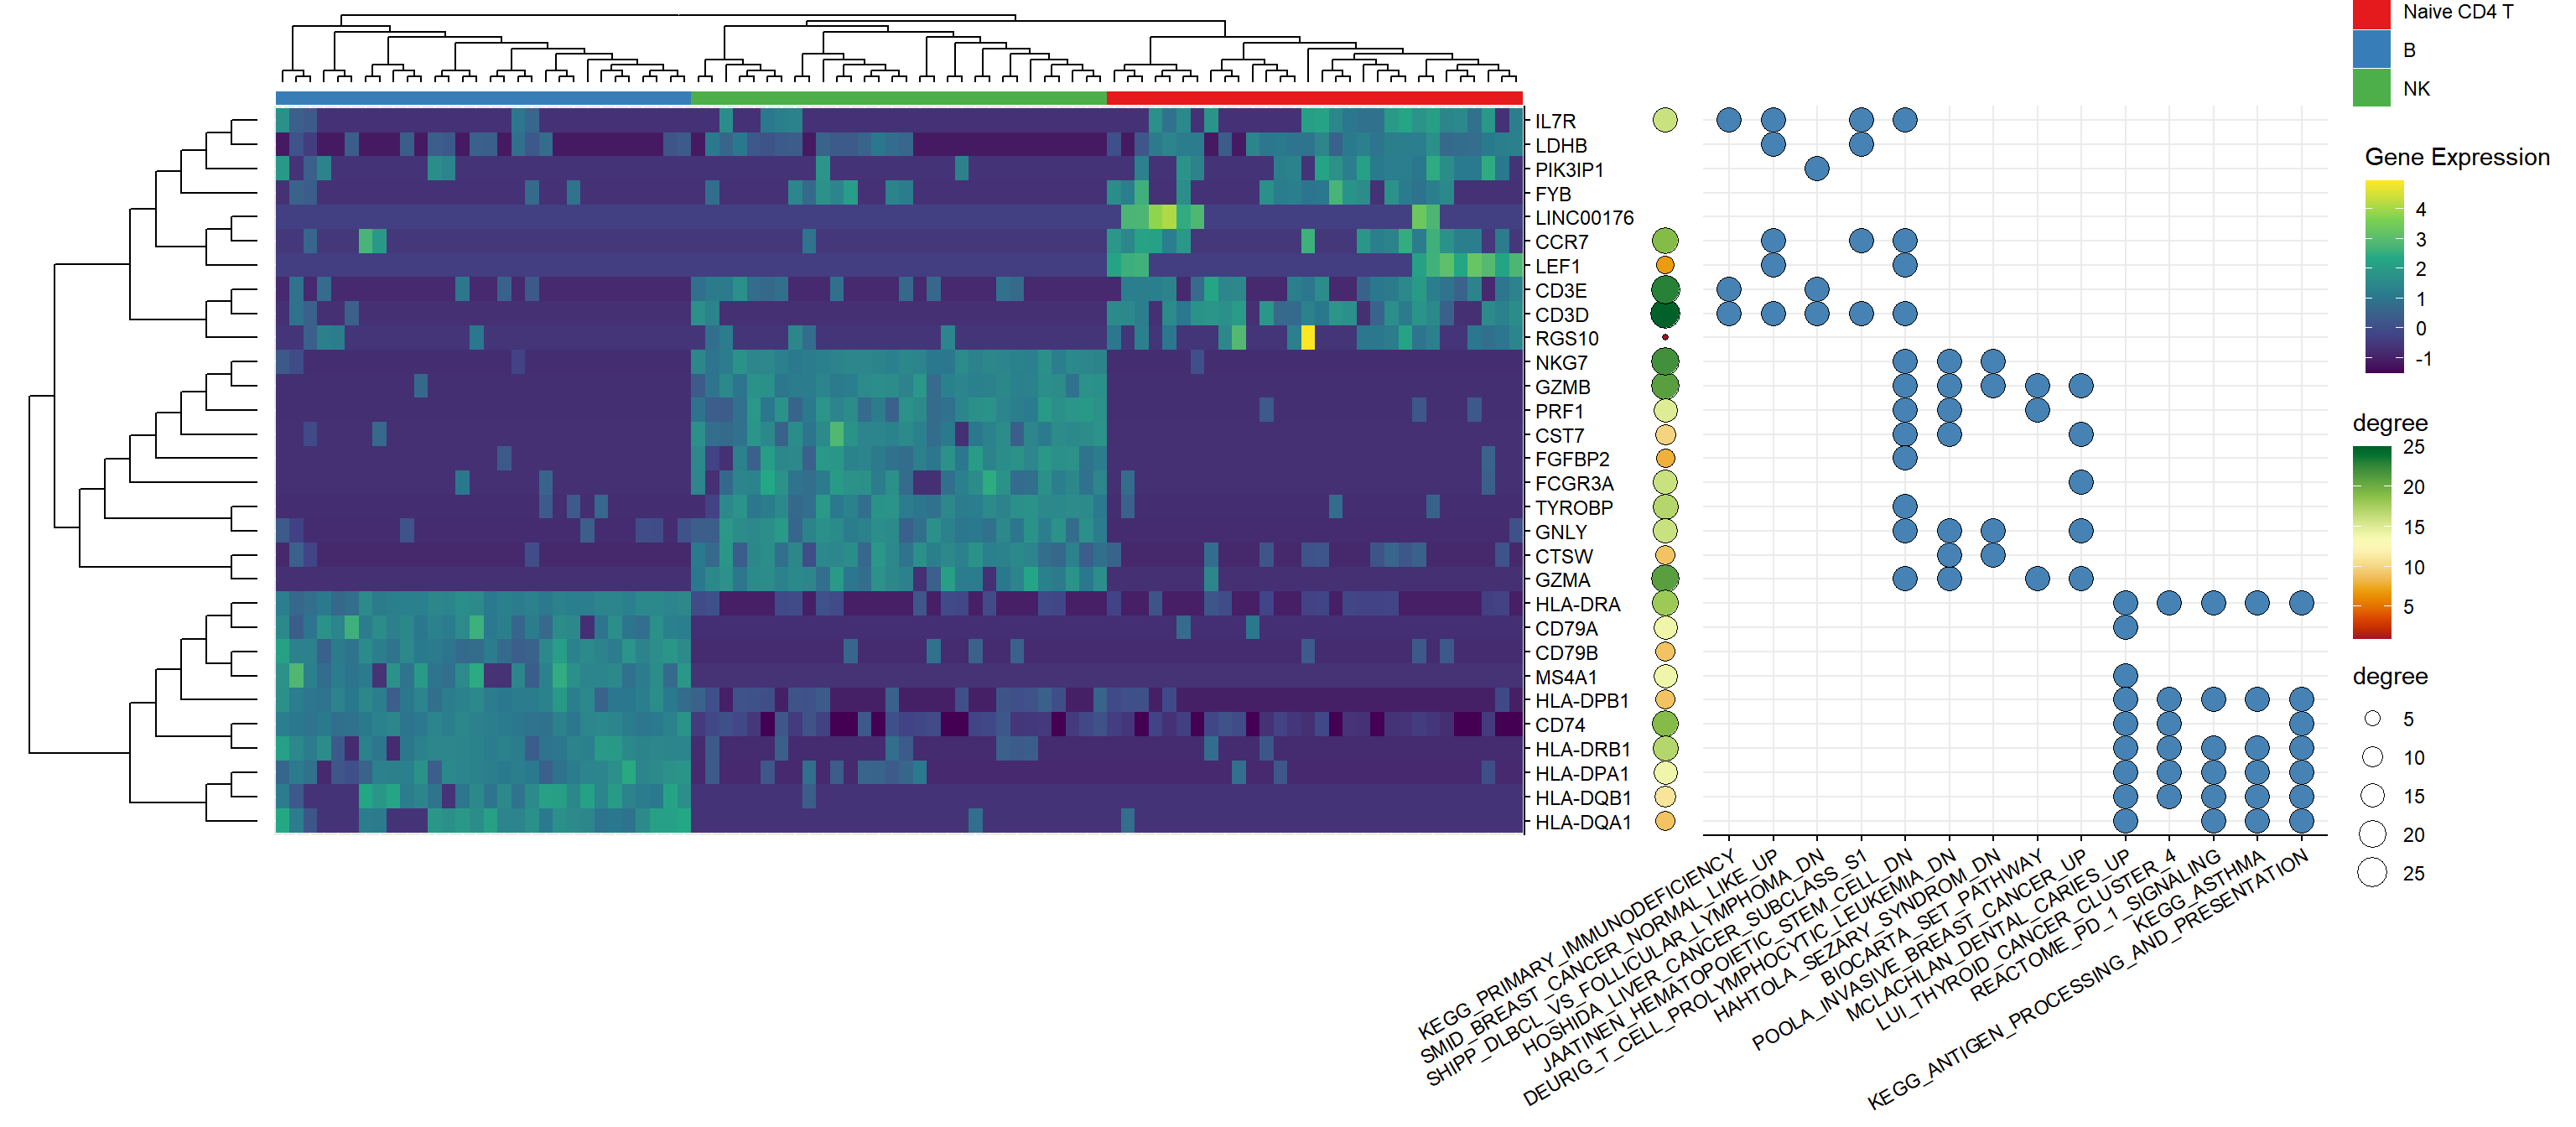 Naive CD4 T
B
NK
Gene Expression
4
3
2
1
0
-1
degree
25
20
15
10
5
degree
5
10
15
20
25
IL7R
LDHB
PIK3IP1
FYB
LINC00176
CCR7
LEF1
CD3E
CD3D
RGS10
NKG7
GZMB
PRF1
CST7
FGFBP2
FCGR3A
TYROBP
GNLY
CTSW
GZMA
HLA-DRA
CD79A
CD79B
MS4A1
HLA-DPB1
CD74
HLA-DRB1
HLA-DPA1
HLA-DQB1
HLA-DQA1
KEGG_PRIMARY_IMMUNODEFICIENCY
SMID_BREAST_CANCER_NORMAL_LIKE_UP
SHIPP_DLBCL_VS_FOLLICULAR_LYMPHOMA_DN
HOSHIDA_LIVER_CANCER_SUBCLASS_S1
JAATINEN_HEMATOPOIETIC_STEM_CELL_DN
DEURIG_T_CELL_PROLYMPHOCYTIC_LEUKEMIA_DN
HAHTOLA_SEZARY_SYNDROM_DN
BIOCARTA_SET_PATHWAY
POOLA_INVASIVE_BREAST_CANCER_UP
MCLACHLAN_DENTAL_CARIES_UP
LUI_THYROID_CANCER_CLUSTER_4
REACTOME_PD_1_SIGNALING
KEGG_ASTHMA
KEGG_ANTIGEN_PROCESSING_AND_PRESENTATION